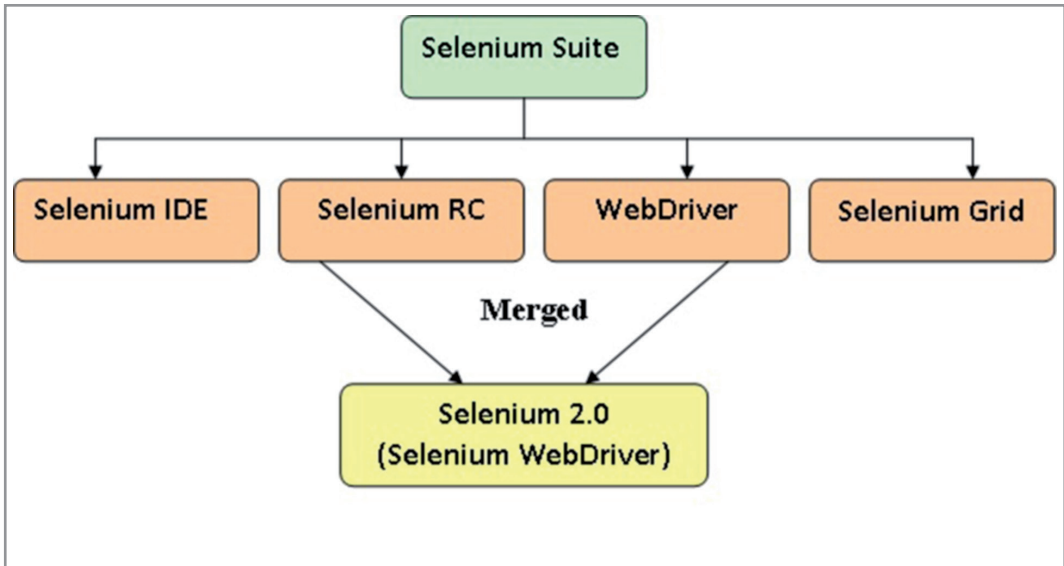 Selenium Suite
Selenium IDE
Selenium RC
WebDriver
Selenium Grid
Merged
Selenium 2.0
(Selenium WebDriver)